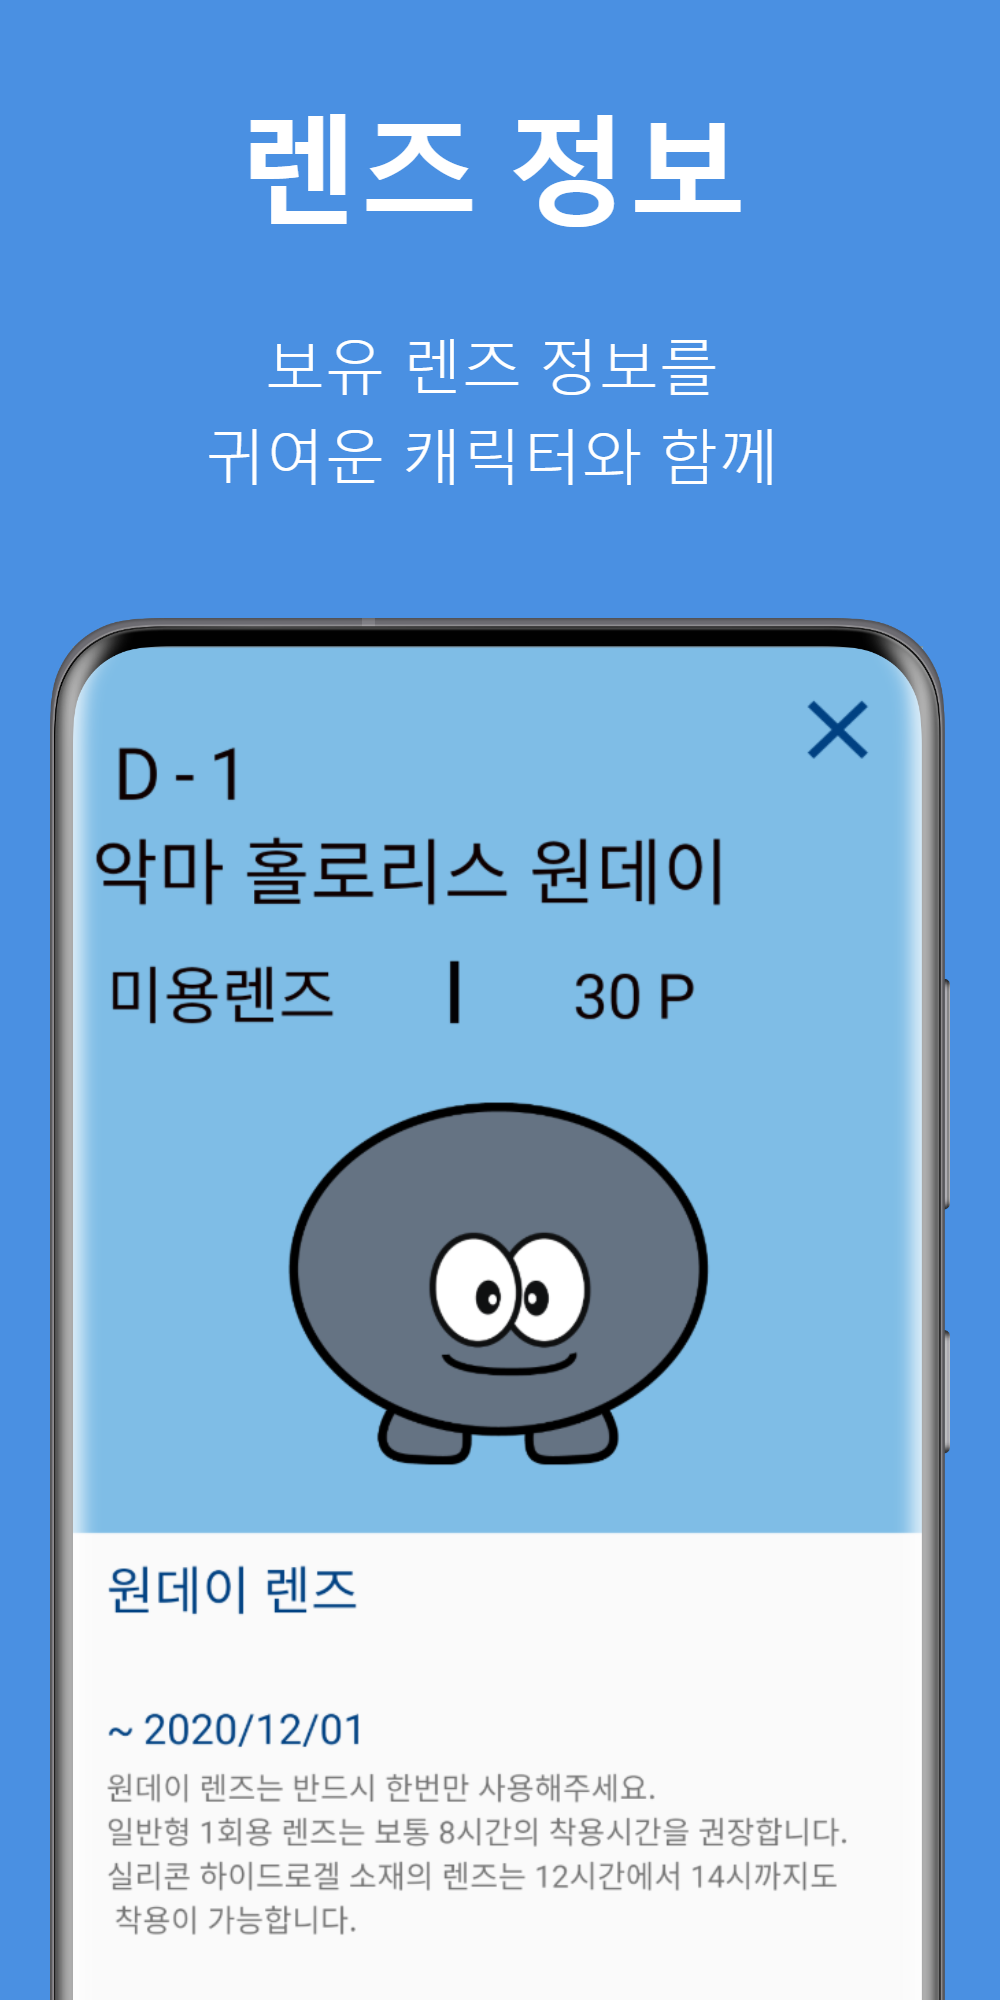 렌즈 정보
보유 렌즈 정보를
귀여운 캐릭터와 함께
D - 1
악마 홀로리스 원데이
미용렌즈 | 30 P
원데이 렌즈
~ 2020/12/01
원데이 렌즈는 반드시 한번만 사용해주세요.
일반형 1회용 렌즈는 보통 8시간의 착용시간을 권장합니다.
실리콘 하이드로겔 소재의 렌즈는 12시간에서 14시까지도
착용이 가능합니다.